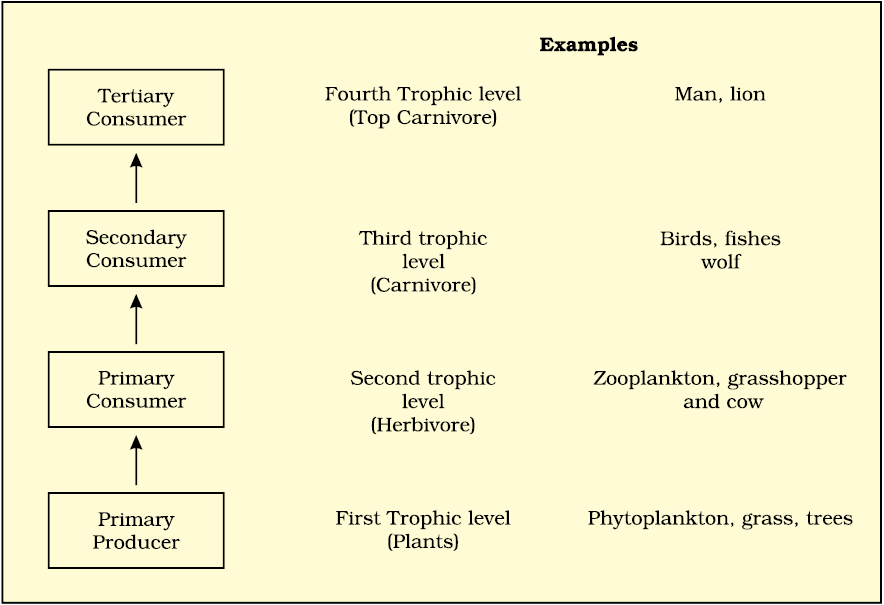 Examples
Tertiary
Consumer
Fourth Trophic level
(Top Carnivore)
Man, lion
Secondary
Consumer
Third trophic
level
(Carnivore)
Birds, fishes
wolf
Primary
Consumer
Second trophic
level
(Herbivore)
Zooplankton, grasshopper
and cow
Primary
Producer
First Trophic level
(Plants)
Phytoplankton, grass, trees